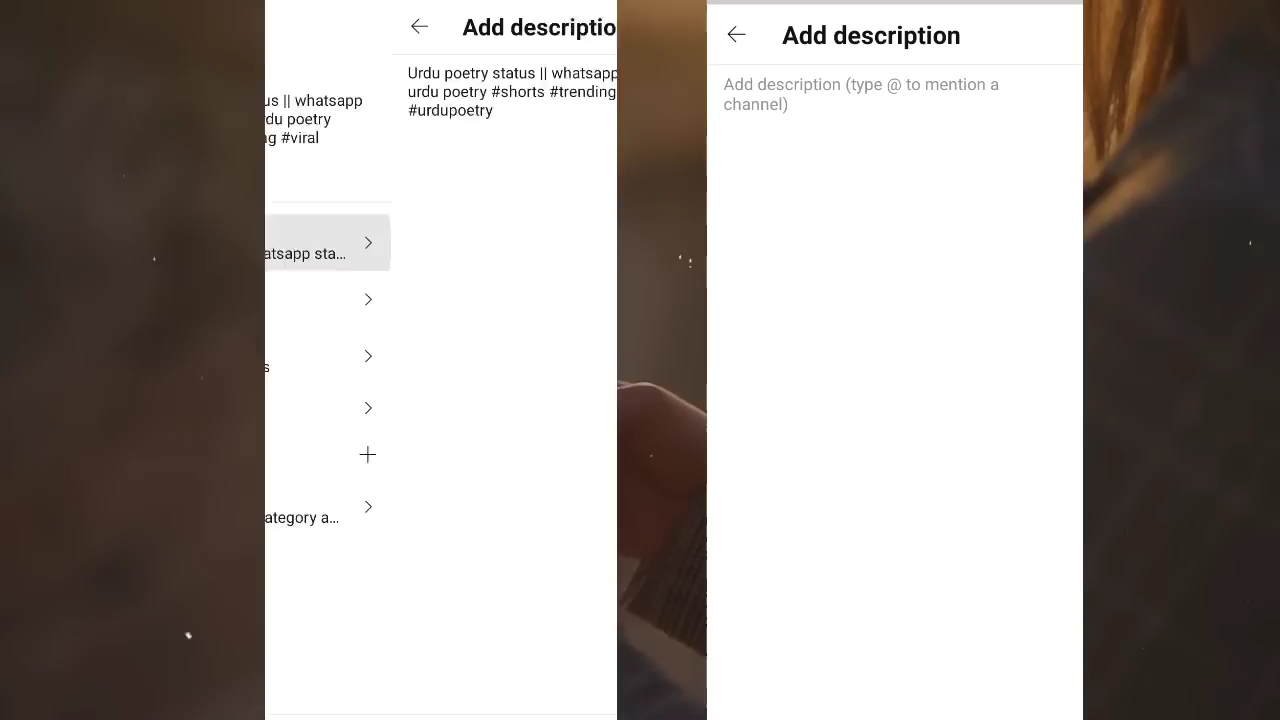 us || whatsapp
rdu poetry
ng #viral
atsapp sta...
s
ategory a...
Add descriptio
Urdu poetry status || whatsapp
urdu poetry #shorts #trending
#urdupoetry
Add description
Add description (type @ to mention a
channel)